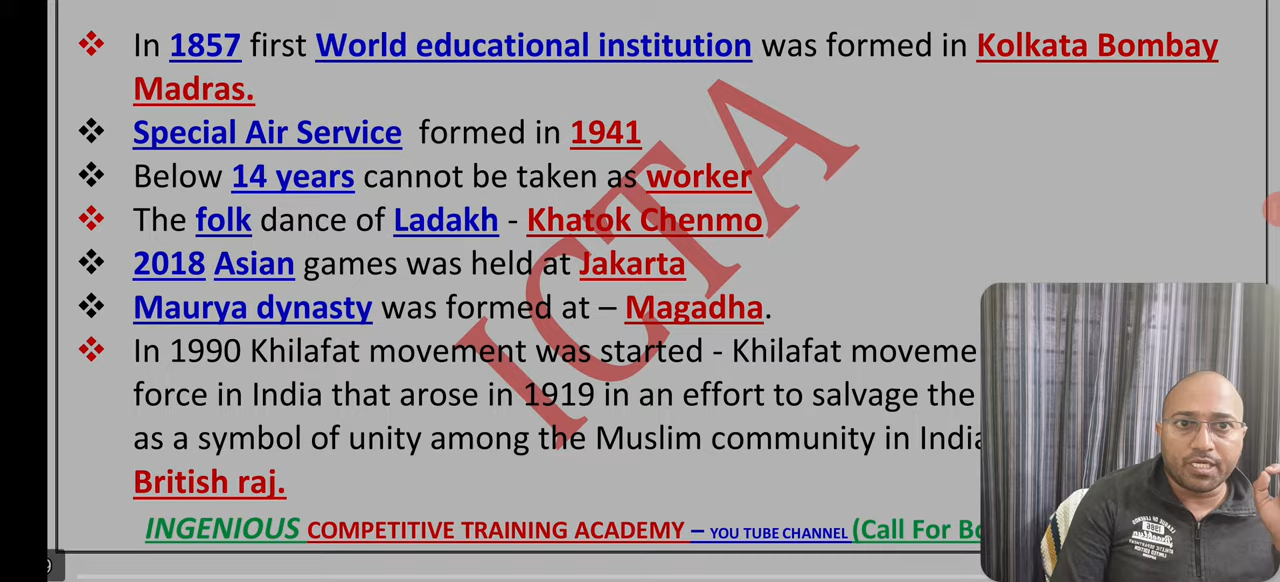 In 1857 first World educational institution was formed in Kolkata Bombay
Madras.
Special Air Service formed in 1941
Below 14 years cannot be taken as worker
The folk dance of Ladakh - Khatok Chenmo
2018 Asian games was held at Jakarta
Maurya dynasty was formed at – Magadha.
In 1990 Khilafat movement was started - Khilafat moveme
force in India that arose in 1919 in an effort to salvage the
as a symbol of unity among the Muslim community in India
British raj.
INGENIOUS COMPETITIVE TRAINING ACADEMY – YOU TUBE CHANNEL (Call For Bo
ICTA
9